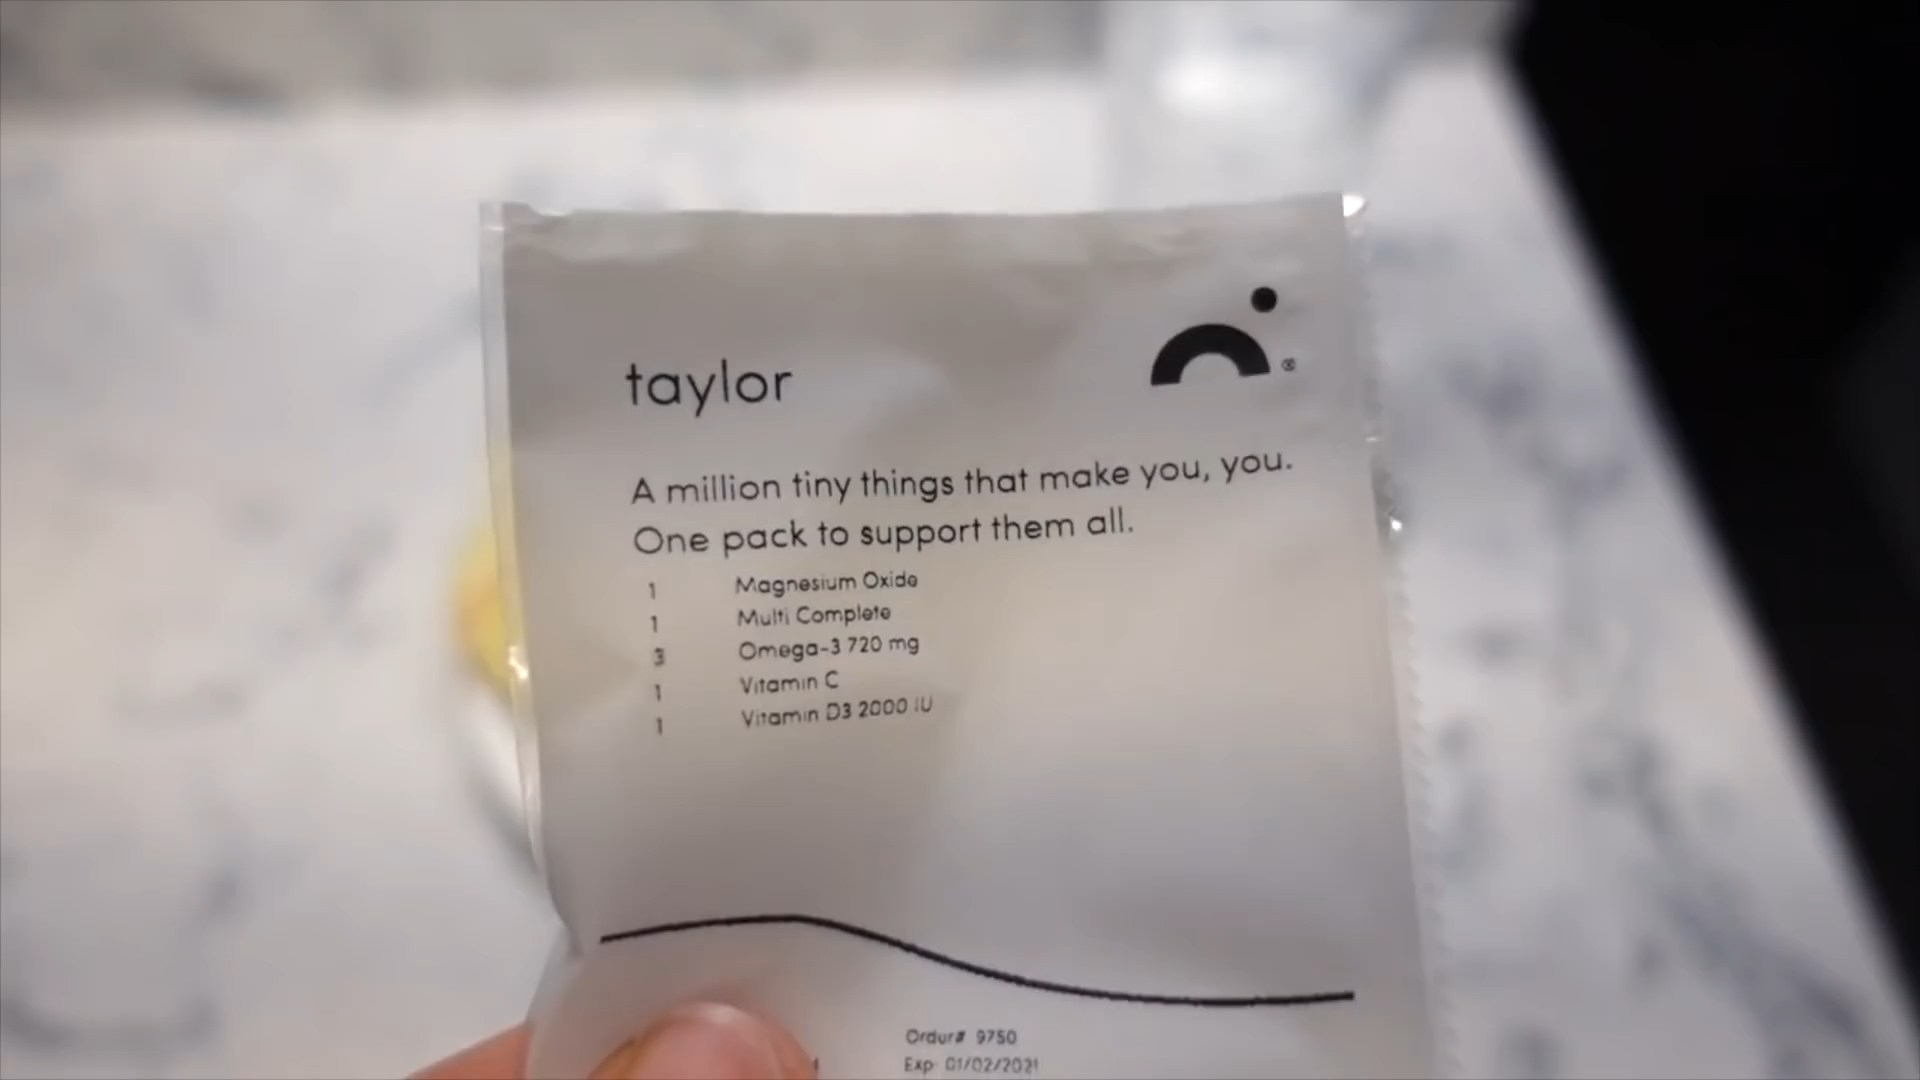 taylor
®
A million tiny things that make you, you.
One pack to support them all.
1 Magnesium Oxide
1 Multi Complete
3 Omega-3 720 mg
1 Vitamin C
1 Vitamin D3 2000 IU
Order# 9750
Exp 01/02/2021